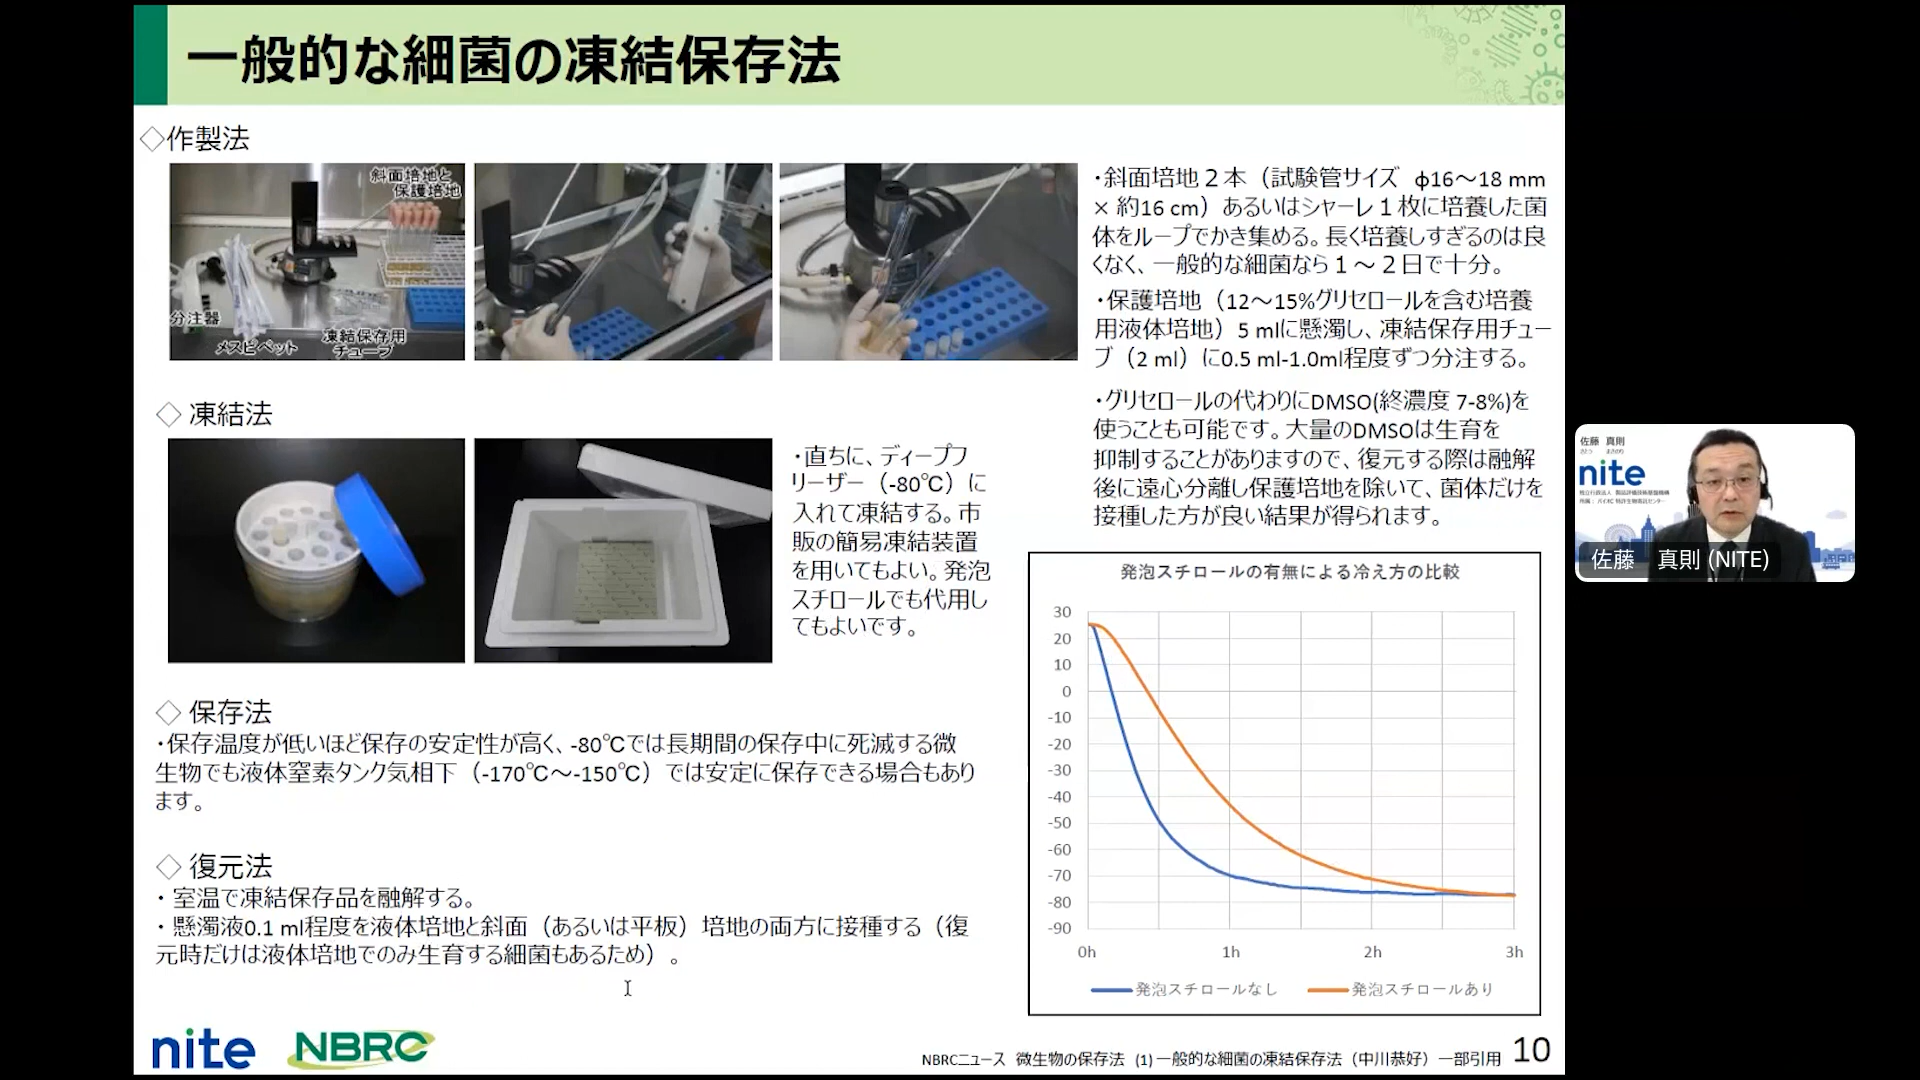 一般的な細菌の凍結保存法
◇作製法
斜面培地と
保護培地
分注器
メスピペット
凍結保存用
チューブ
・斜面培地２本（試験管サイズ φ16～18 mm
× 約16 cm）あるいはシャーレ１枚に培養した菌
体をループでかき集める。長く培養しすぎるのは良
くなく、一般的な細菌なら１～２日で十分。
・保護培地（12～15%グリセロールを含む培養
用液体培地）5 mlに懸濁し、凍結保存用チュー
ブ（2 ml）に0.5 ml-1.0ml程度ずつ分注する。
・グリセロールの代わりにDMSO(終濃度 7-8%)を
使うことも可能です。大量のDMSOは生育を
抑制することがありますので、復元する際は融解
後に遠心分離し保護培地を除いて、菌体だけを
接種した方が良い結果が得られます。
◇ 凍結法
・直ちに、ディープフ
リーザー（-80℃）に
入れて凍結する。市
販の簡易凍結装置
を用いてもよい。発泡
スチロールでも代用し
てもよいです。
◇ 保存法
・保存温度が低いほど保存の安定性が高く、-80℃では長期間の保存中に死滅する微
生物でも液体窒素タンク気相下（-170℃～-150℃）では安定に保存できる場合もあり
ます。
◇ 復元法
・ 室温で凍結保存品を融解する。
・ 懸濁液0.1 ml程度を液体培地と斜面（あるいは平板）培地の両方に接種する（復
元時だけは液体培地でのみ生育する細菌もあるため）。
発泡スチロールの有無による冷え方の比較
30
20
10
0
-10
-20
-30
-40
-50
-60
-70
-80
-90
0h 1h 2h 3h
発泡スチロールなし 発泡スチロールあり
nite NBRC
NBRCニュース 微生物の保存法 (1) 一般的な細菌の凍結保存法（中川恭好）一部引用 10
佐藤 真則
nite
佐藤 真則 (NITE)